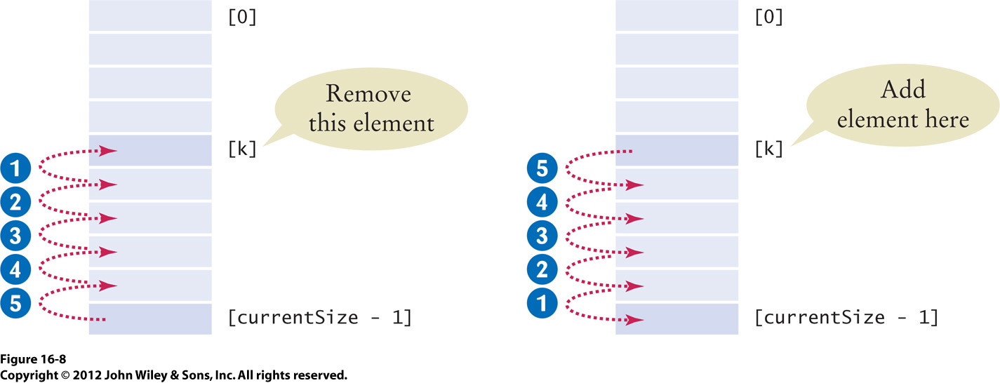 [0]
Remove
this element
[k]
1
2
3
4
5
[currentSize - 1]
[0]
Add
element here
[k]
5
4
3
2
1
[currentSize - 1]
Figure 16-8
Copyright © 2012 John Wiley & Sons, Inc. All rights reserved.